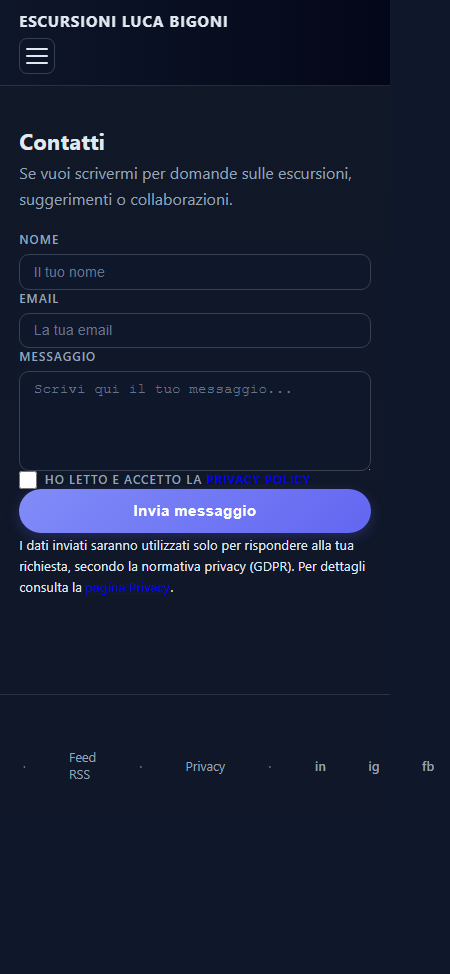 ESCURSIONI LUCA BIGONI
Contatti
Se vuoi scrivermi per domande sulle escursioni,
suggerimenti o collaborazioni.
NOME
Il tuo nome
EMAIL
La tua email
MESSAGGIO
Scrivi qui il tuo messaggio...
HO LETTO E ACCETTO LA PRIVACY POLICY
Invia messaggio
I dati inviati saranno utilizzati solo per rispondere alla tua
richiesta, secondo la normativa privacy (GDPR). Per dettagli
consulta la pagina Privacy.
· Feed RSS · Privacy · in ig fb